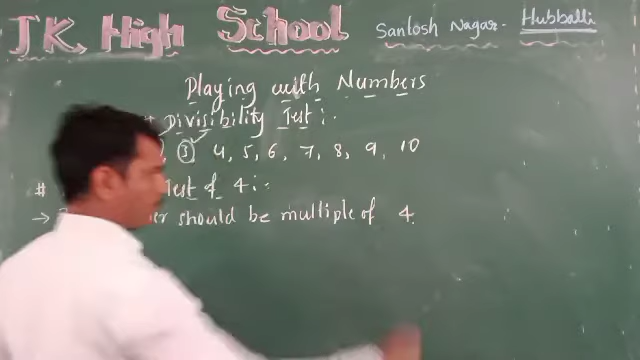 JK High School Santosh Nagar- Hubballi
Playing with Numbers
Divisibility Test :-
③ 4, 5, 6, 7, 8, 9, 10
# Test of 4:-
→ should be multiple of 4.